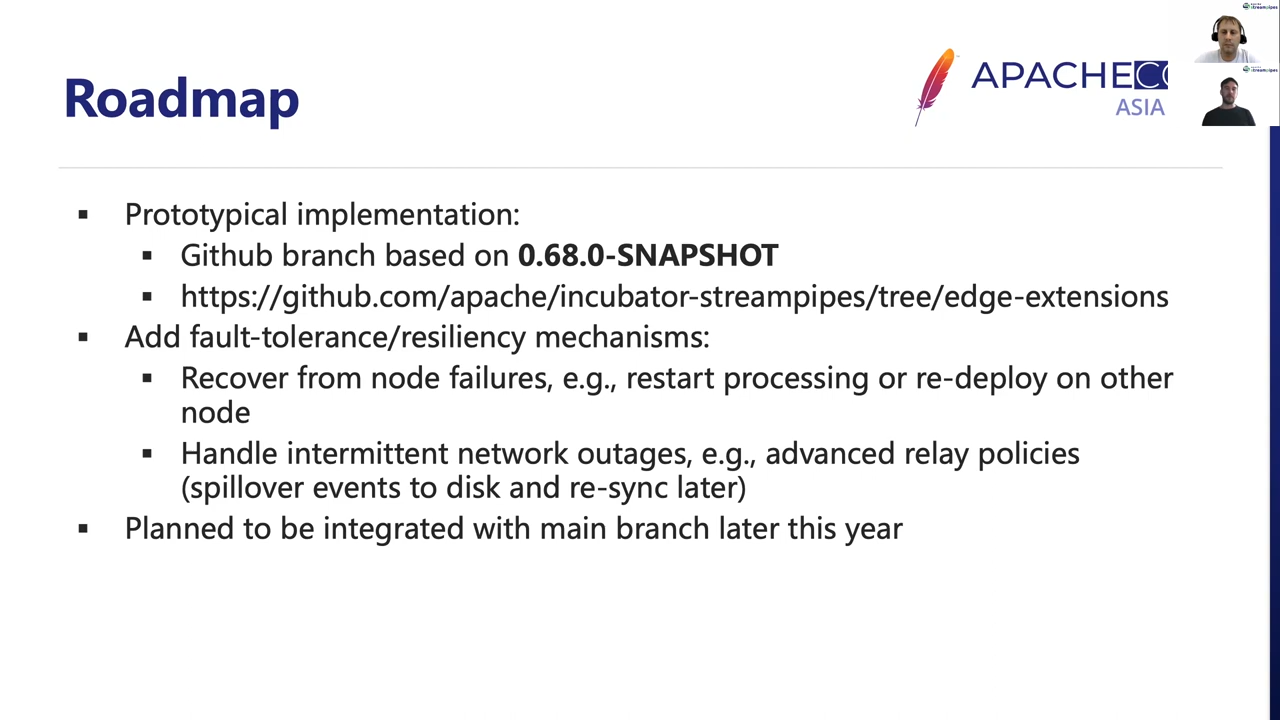 Roadmap
APACHEC
ASIA
▪ Prototypical implementation:
▪ Github branch based on 0.68.0-SNAPSHOT
▪ https://github.com/apache/incubator-streampipes/tree/edge-extensions
▪ Add fault-tolerance/resiliency mechanisms:
▪ Recover from node failures, e.g., restart processing or re-deploy on other
node
▪ Handle intermittent network outages, e.g., advanced relay policies
(spillover events to disk and re-sync later)
▪ Planned to be integrated with main branch later this year